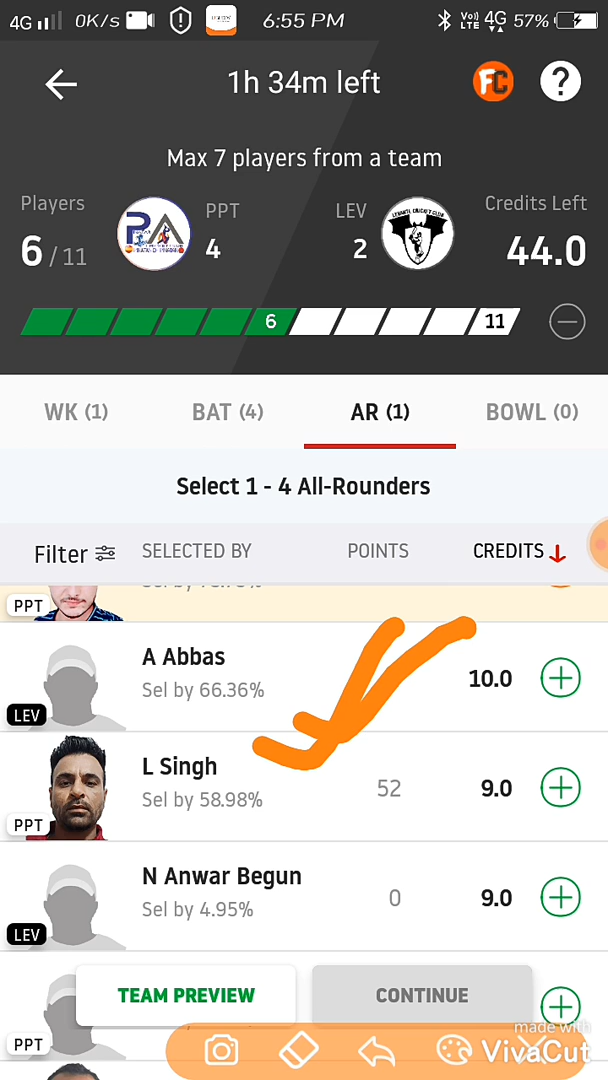 4G 0K/s 6:55 PM VoI) LTE 4G 57%
1h 34m left FC ?
Max 7 players from a team
Players PPT LEV Credits Left
6 / 11 PA 4 2 44.0
6 11
WK (1) BAT (4) AR (1) BOWL (0)
Select 1 - 4 All-Rounders
Filter SELECTED BY POINTS CREDITS
PPT
A Abbas
Sel by 66.36%
10.0
LEV
L Singh
Sel by 58.98%
52 9.0
PPT
N Anwar Begun
Sel by 4.95%
0 9.0
LEV
TEAM PREVIEW CONTINUE
PPT
made with
VivaCut